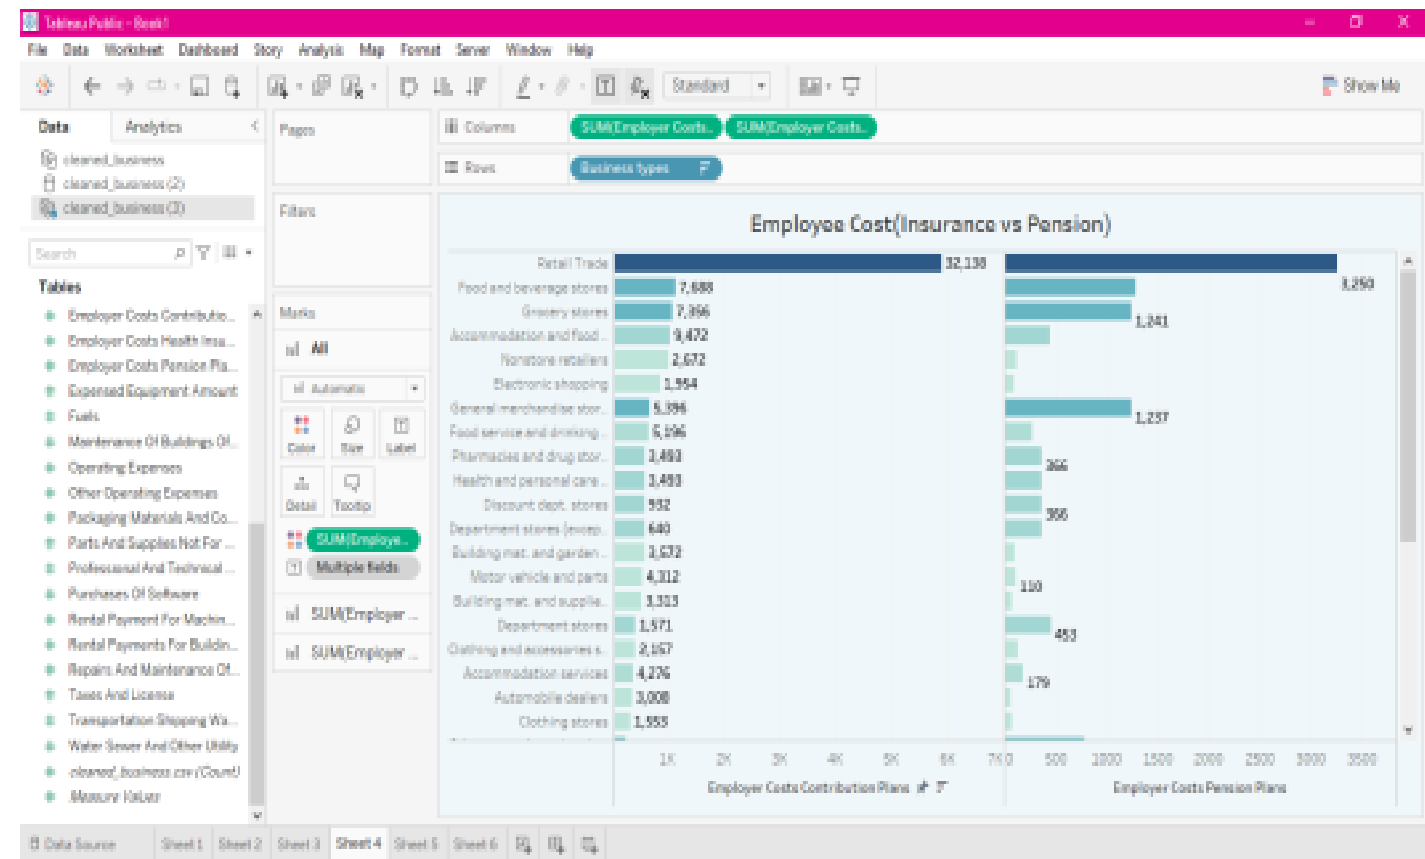 Tableau Public - Book1
File Data Worksheet Dashboard Story Analysis Map Format Server Window Help
Standard
Show Me
Data Analytics
cleaned_business
cleaned_business (2)
cleaned_business (3)
Search
Tables
Employer Costs Contributio...
Employer Costs Health Insu...
Employer Costs Pension Pla...
Expensed Equipment Amount
Fuels
Maintenance Of Buildings Of...
Operating Expenses
Other Operating Expenses
Packaging Materials And Co...
Parts And Supplies Not For ...
Professional And Technical ...
Purchases Of Software
Rental Payment For Machin...
Rental Payments For Buildin...
Repairs And Maintenance Of...
Taxes And License
Transportation Shipping Wa...
Water Sewer And Other Utility
cleaned_business.csv (Count)
Measure Values
Pages
Filters
Marks
All
Automatic
Color Size Label
Detail Tooltip
SUM(Employe...
Multiple fields
SUM(Employer ...
SUM(Employer ...
Columns SUM(Employer Costs.. SUM(Employer Costs..
Rows Business types
Employee Cost(Insurance vs Pension)
Retail Trade 32,138 3,250
Food and beverage stores 7,688
Grocery stores 7,356 1,241
Accommodation and food .. 9,472
Nonstore retailers 2,672
Electronic shopping 1,954
General merchandise stor.. 5,396 1,237
Food service and drinking .. 5,196
Pharmacies and drug stor.. 3,493 366
Health and personal care .. 3,493
Discount dept. stores 932 366
Department stores (excep.. 640
Building mat. and garden .. 3,672
Motor vehicle and parts 4,312 110
Building mat. and supplie.. 3,313
Department stores 1,571 453
Clothing and accessories s.. 2,157
Accommodation services 4,276 179
Automobile dealers 3,008
Clothing stores 1,553
1K 2K 3K 4K 5K 6K 7K 0 500 1000 1500 2000 2500 3000 3500
Employer Costs Contribution Plans Employer Costs Pension Plans
Data Source Sheet 1 Sheet 2 Sheet 3 Sheet 4 Sheet 5 Sheet 6